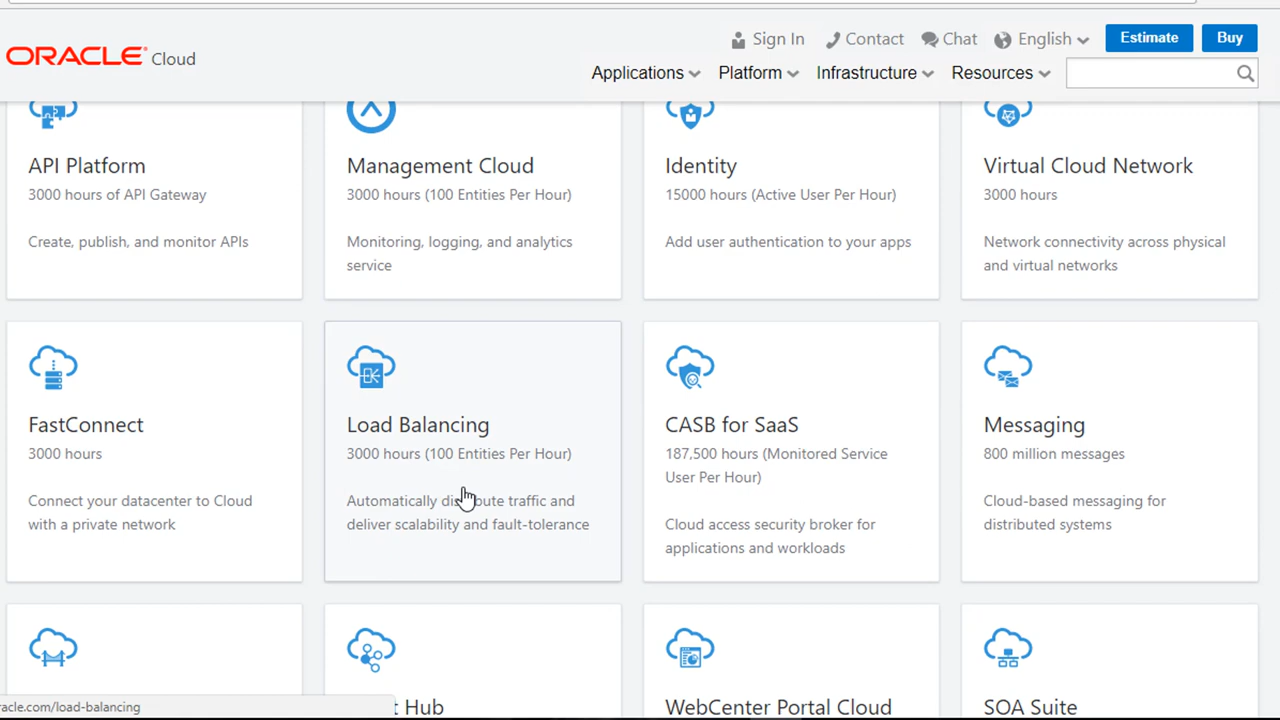 Sign In
Contact
Chat
English
Estimate
Buy
ORACLE® Cloud
Applications
Platform
Infrastructure
Resources
API Platform
3000 hours of API Gateway
Create, publish, and monitor APIs
Management Cloud
3000 hours (100 Entities Per Hour)
Monitoring, logging, and analytics
service
Identity
15000 hours (Active User Per Hour)
Add user authentication to your apps
Virtual Cloud Network
3000 hours
Network connectivity across physical
and virtual networks
FastConnect
3000 hours
Connect your datacenter to Cloud
with a private network
Load Balancing
3000 hours (100 Entities Per Hour)
Automatically distribute traffic and
deliver scalability and fault-tolerance
CASB for SaaS
187,500 hours (Monitored Service
User Per Hour)
Cloud access security broker for
applications and workloads
Messaging
800 million messages
Cloud-based messaging for
distributed systems
t Hub
WebCenter Portal Cloud
SOA Suite
racle.com/load-balancing